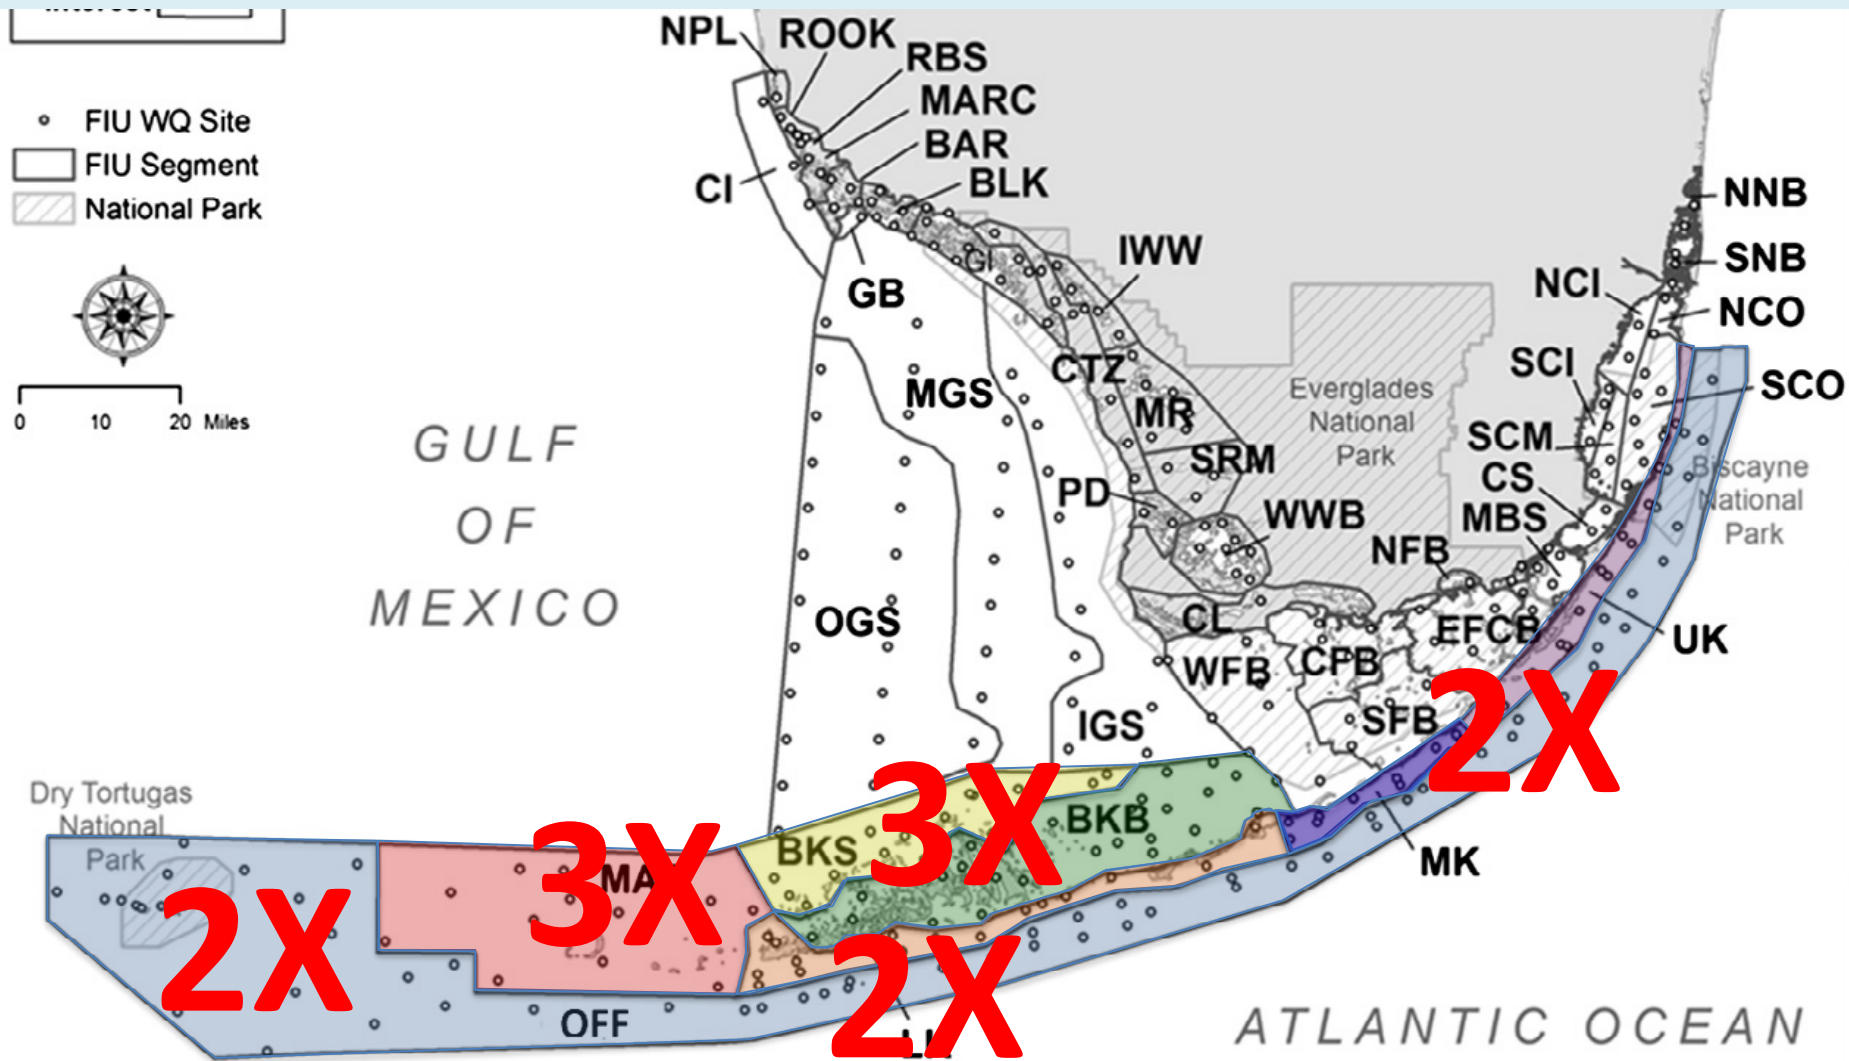 NPL
ROOK
RBS
MARC
BAR
BLK
FIU WQ Site
FIU Segment
National Park
CI
NNB
SNB
IWW
GI
GB
NCI
NCO
0 10 20 Miles
CTZ
SCI
SCO
MGS
MR
Everglades
National
Park
GULF
OF
MEXICO
SCM
SRM
CS
Biscayne
National
Park
PD
WWB
MBS
NFB
OGS
CL
EFCB
UK
WFB
CFB
SFB
IGS
2X
Dry Tortugas
National
Park
3X
BKB
BKS
3X
MK
MA
2X
2X
OFF
ATLANTIC OCEAN